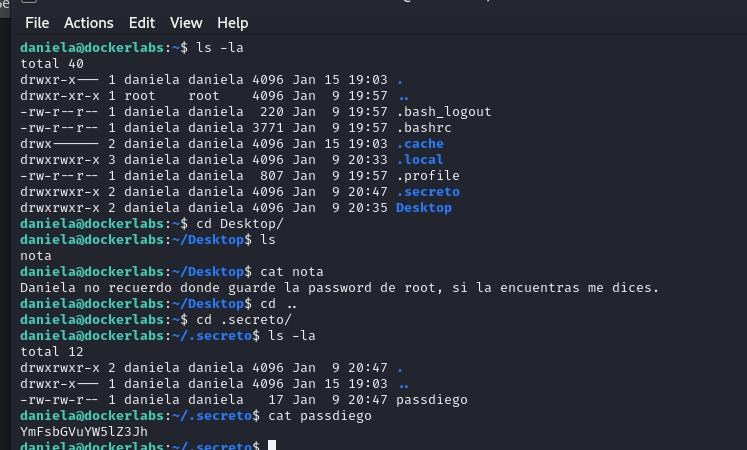 File Actions Edit View Help
daniela@dockerlabs:~$ ls -la
total 40
drwxr-x--- 1 daniela daniela 4096 Jan 15 19:03 .
drwxr-xr-x 1 root    root    4096 Jan  9 19:57 ..
-rw-r--r-- 1 daniela daniela  220 Jan  9 19:57 .bash_logout
-rw-r--r-- 1 daniela daniela 3771 Jan  9 19:57 .bashrc
drwx------ 2 daniela daniela 4096 Jan 15 19:03 .cache
drwxrwxr-x 3 daniela daniela 4096 Jan  9 20:33 .local
-rw-r--r-- 1 daniela daniela  807 Jan  9 19:57 .profile
drwxrwxr-x 2 daniela daniela 4096 Jan  9 20:47 .secreto
drwxrwxr-x 2 daniela daniela 4096 Jan  9 20:35 Desktop
daniela@dockerlabs:~$ cd Desktop/
daniela@dockerlabs:~/Desktop$ ls
nota
daniela@dockerlabs:~/Desktop$ cat nota
Daniela no recuerdo donde guarde la password de root, si la encuentras me dices.
daniela@dockerlabs:~/Desktop$ cd ..
daniela@dockerlabs:~$ cd .secreto/
daniela@dockerlabs:~/.secreto$ ls -la
total 12
drwxrwxr-x 2 daniela daniela 4096 Jan  9 20:47 .
drwxr-x--- 1 daniela daniela 4096 Jan 15 19:03 ..
-rw-rw-r-- 1 daniela daniela   17 Jan  9 20:47 passdiego
daniela@dockerlabs:~/.secreto$ cat passdiego
YmFsbGVuYW5lZ3Jh
daniela@dockerlabs:~/.secreto$